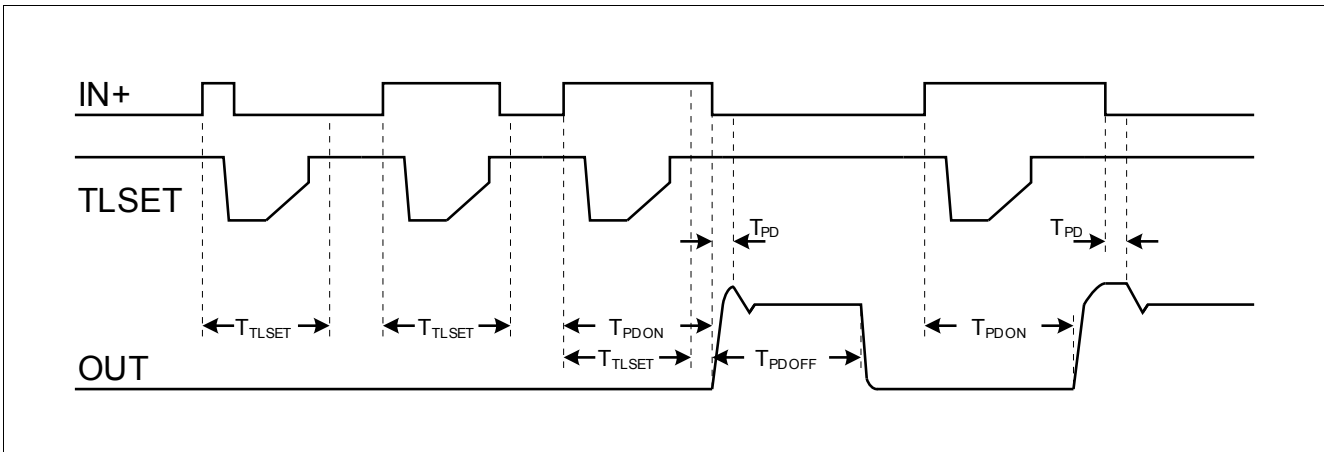 IN+
TLSET
TPD
TPD
TTLSET
TTLSET
TPDON
TPDON
TTLSET
TPDOFF
OUT